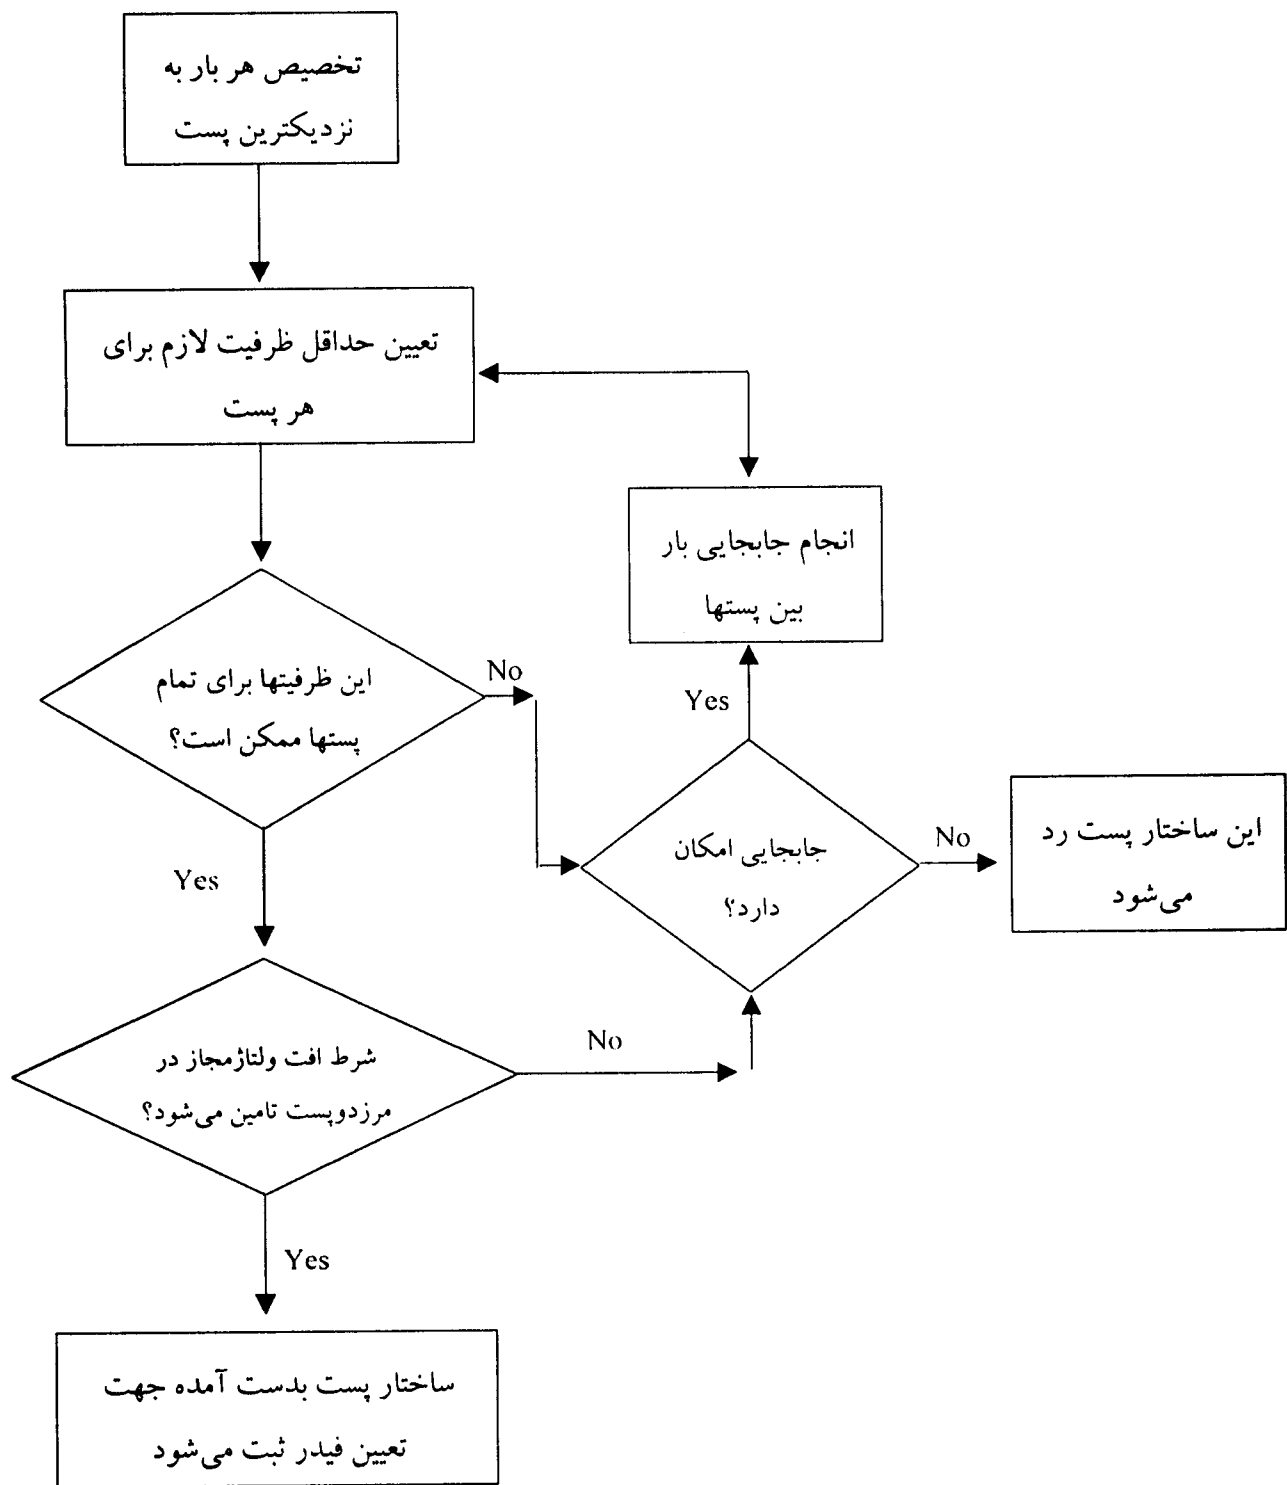 تخصیص هر بار به
نزدیکترین پست
تعیین حداقل ظرفیت لازم برای
هر پست
انجام جابجایی بار
بین پستها
No
این ظرفیتها برای تمام
پستها ممکن است؟
Yes
No
این ساختار پست رد
می‌شود
جابجایی امکان
دارد؟
Yes
No
شرط افت ولتاژمجاز در
مرزدوپست تامین می‌شود؟
Yes
ساختار پست بدست آمده جهت
تعیین فیدر ثبت می‌شود